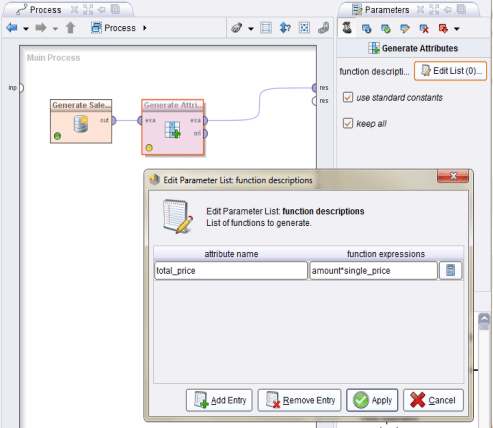 Process
Parameters
Process
Generate Attributes
Main Process
function descripti...
Edit List (0)...
inp
res
res
use standard constants
keep all
Generate Sale...
out
Generate Attri...
exa
exa
ori
Edit Parameter List: function descriptions
Edit Parameter List: function descriptions
List of functions to generate.
attribute name
function expressions
total_price
amount*single_price
Add Entry
Remove Entry
Apply
Cancel